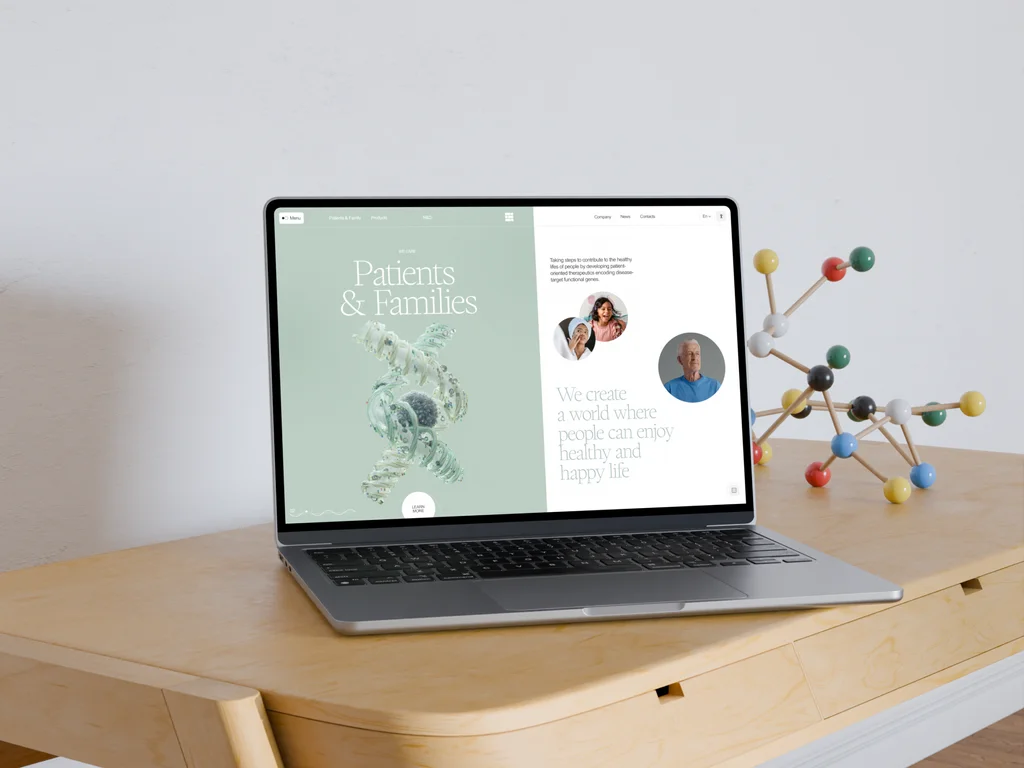 Menu
Patients & Family
Products
R&D
Company
News
Contacts
EN
Patients
& Families
Taking steps to contribute to the healthy
lifes of people by developing patient-
oriented therapeutics encoding disease-
target functional genes.
We create
a world where
people can enjoy
healthy and
happy life
LEARN
MORE